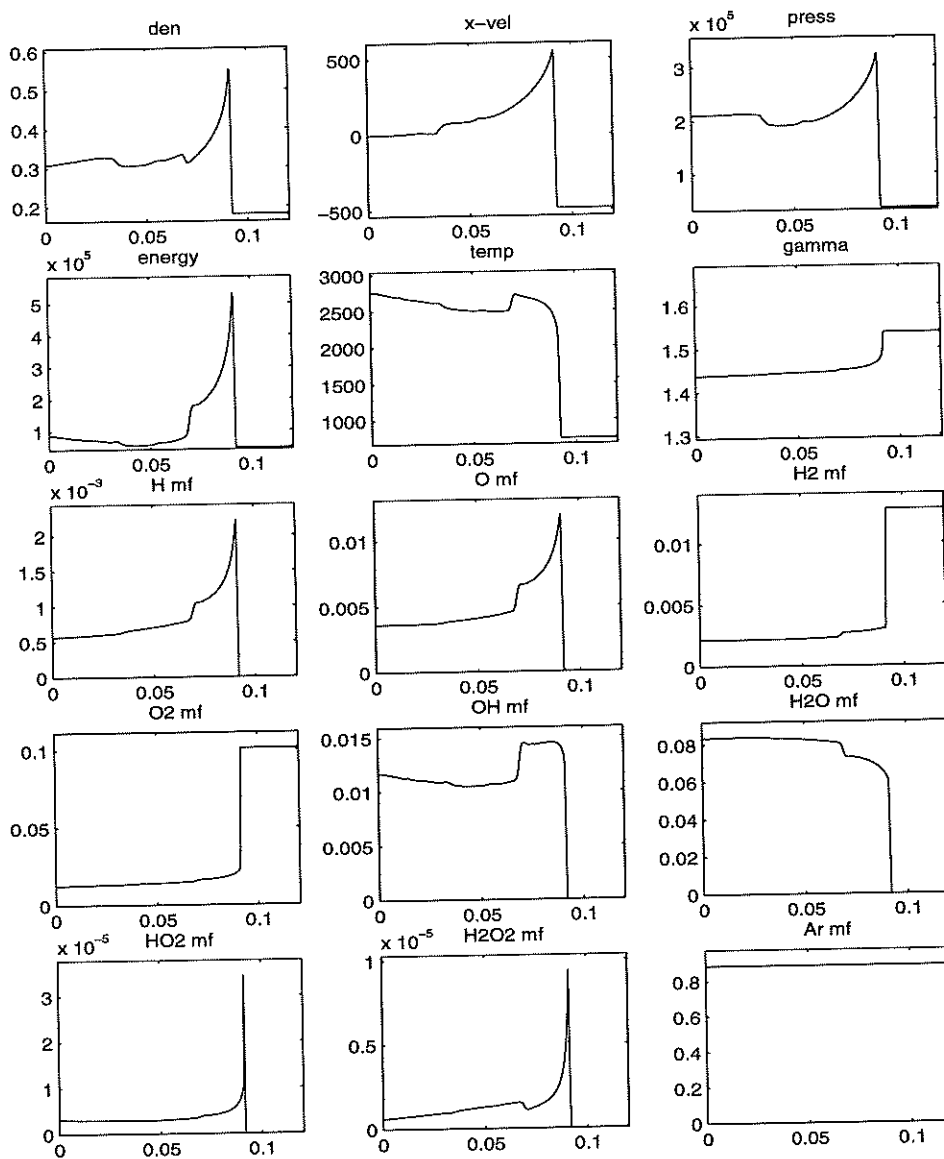 den x-vel x 10^5 press
0.6 500 3
0.5
0.4 0 2
0.3 1
0.2 -500
0 0.05 0.1 0 0.05 0.1 0 0.05 0.1
x 10^5 energy temp gamma
5 3000 1.6
4 2500
3 2000 1.5
2 1500 1.4
1 1000 1.3
0 0.05 0.1 0 0.05 0.1 0 0.05 0.1
x 10^-3 H mf O mf H2 mf
2 0.01 0.01
1.5
1 0.005 0.005
0.5
0 0 0
0 0.05 0.1 0 0.05 0.1 0 0.05 0.1
O2 mf OH mf H2O mf
0.1 0.015 0.08
0.01 0.06
0.05 0.04
0.005 0.02
0 0 0
0 0.05 0.1 0 0.05 0.1 0 0.05 0.1
x 10^-5 HO2 mf x 10^-5 H2O2 mf Ar mf
3 1 0.8
2 0.6
0.5 0.4
1 0.2
0 0 0
0 0.05 0.1 0 0.05 0.1 0 0.05 0.1